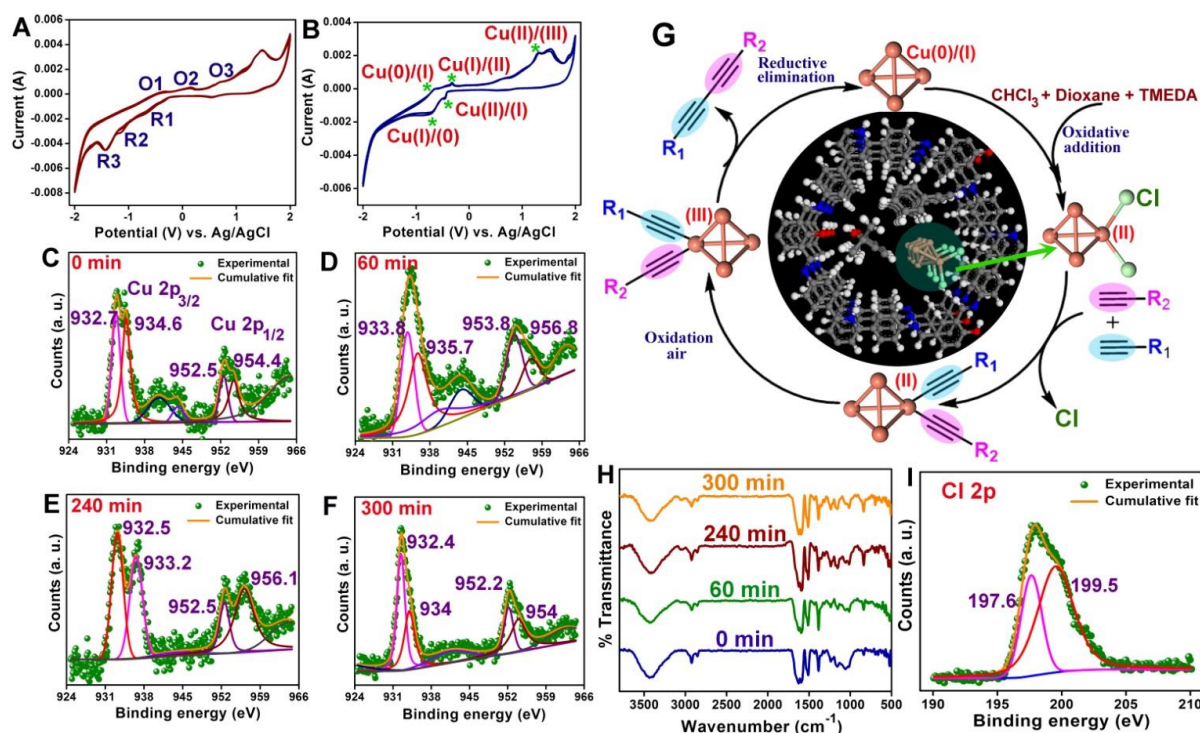 A
0.006
0.004
0.002
0.000
-0.002
-0.004
-0.006
-0.008
Current (A)
O1 O2 O3
R1
R2
R3
-2 -1 0 1 2
Potential (V) vs. Ag/AgCl
B
0.004
0.002
0.000
-0.002
-0.004
-0.006
Current (A)
Cu(II)/(III)
*
Cu(I)/(II)
Cu(0)/(I)
* *
* *
Cu(II)/(I)
Cu(I)/(0)
-2 -1 0 1 2
Potential (V) vs. Ag/AgCl
C
0 min
Experimental
Cumulative fit
Cu 2p3/2
932.7
934.6
Cu 2p1/2
952.5
954.4
Counts (a. u.)
924 931 938 945 952 959 966
Binding energy (eV)
D
60 min
Experimental
Cumulative fit
933.8
935.7
953.8
956.8
Counts (a. u.)
924 931 938 945 952 959 966
Binding energy (eV)
E
240 min
Experimental
Cumulative fit
932.5
933.2
952.5
956.1
Counts (a. u.)
924 931 938 945 952 959 966
Binding energy (eV)
F
300 min
Experimental
Cumulative fit
932.4
934
952.2
954
Counts (a. u.)
924 931 938 945 952 959 966
Binding energy (eV)
G
R2
R1
Reductive
elimination
Cu(0)/(I)
CHCl3 + Dioxane + TMEDA
Oxidative
addition
Cl
(II)
R2
+
R1
Cl
(II)
R1
R2
Oxidation
air
(III)
R1
R2
H
300 min
240 min
60 min
0 min
% Transmittance
3500 3000 2500 2000 1500 1000 500
Wavenumber (cm-1)
I
Cl 2p
Experimental
Cumulative fit
197.6
199.5
Counts (a. u.)
190 195 200 205 210
Binding energy (eV)